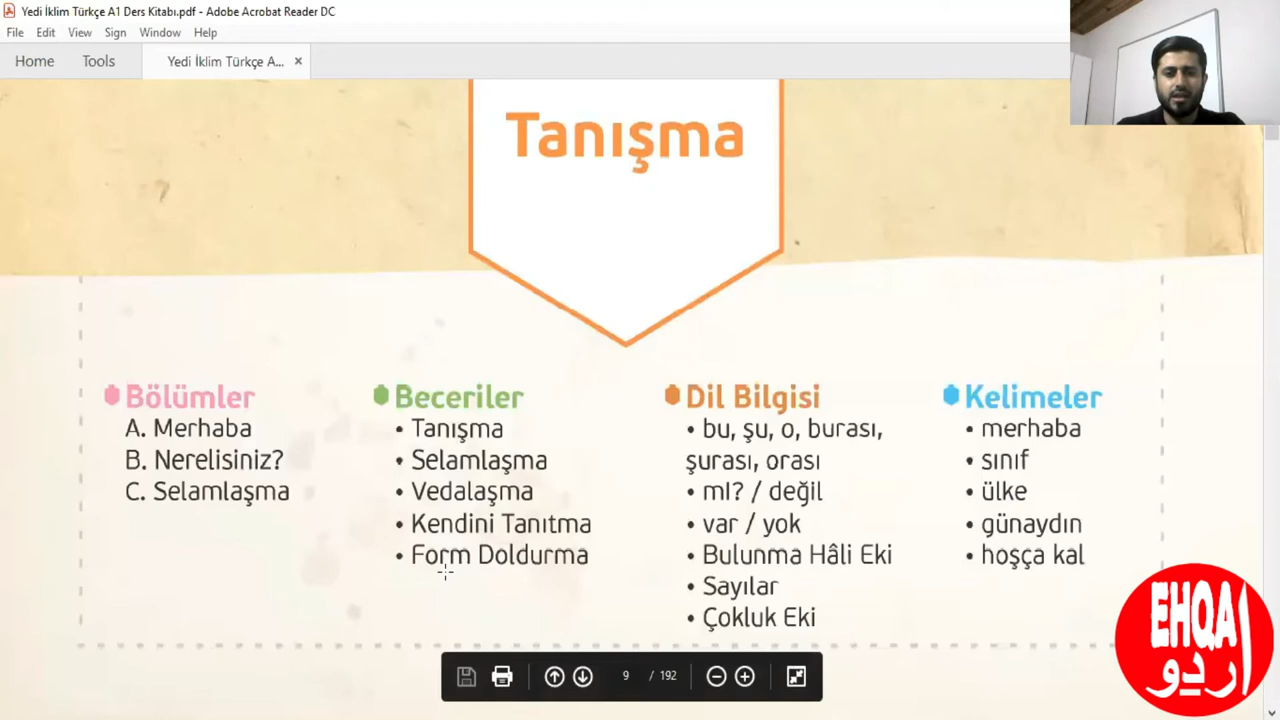 Yedi İklim Türkçe A1 Ders Kitabı.pdf - Adobe Acrobat Reader DC
File Edit View Sign Window Help
Home Tools Yedi İklim Türkçe A... ×
Tanışma
Bölümler
A. Merhaba
B. Nerelisiniz?
C. Selamlaşma
Beceriler
• Tanışma
• Selamlaşma
• Vedalaşma
• Kendini Tanıtma
• Form Doldurma
Dil Bilgisi
• bu, şu, o, burası,
şurası, orası
• mI? / değil
• var / yok
• Bulunma Hâli Eki
• Sayılar
• Çokluk Eki
Kelimeler
• merhaba
• sınıf
• ülke
• günaydın
• hoşça kal
9 / 192
EHQA
اردو